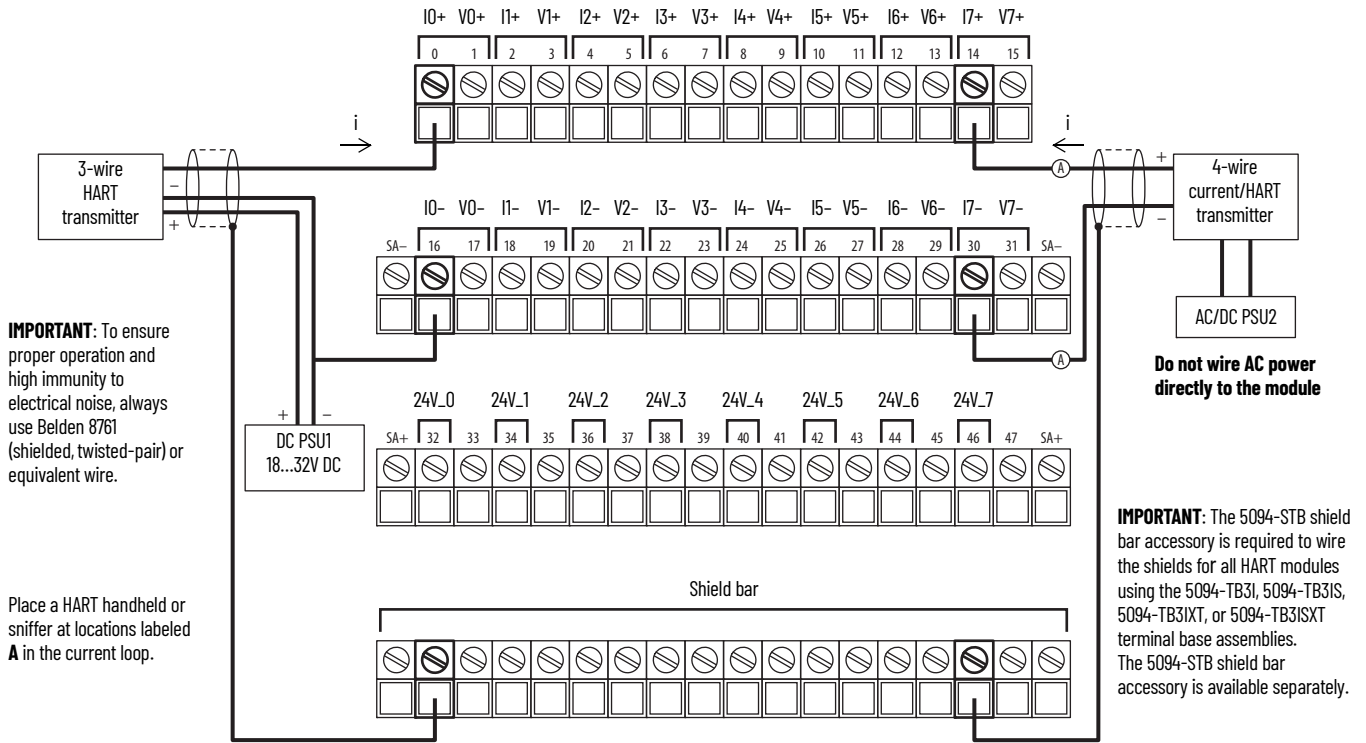 I0+ V0+ I1+ V1+ I2+ V2+ I3+ V3+ I4+ V4+ I5+ V5+ I6+ V6+ I7+ V7+
0 1 2 3 4 5 6 7 8 9 10 11 12 13 14 15
i
i
3-wire
HART
transmitter
–
+
A
+
–
4-wire
current/HART
transmitter
I0– V0– I1– V1– I2– V2– I3– V3– I4– V4– I5– V5– I6– V6– I7– V7–
SA– 16 17 18 19 20 21 22 23 24 25 26 27 28 29 30 31 SA–
AC/DC PSU2
A
Do not wire AC power
directly to the module
IMPORTANT: To ensure
proper operation and
high immunity to
electrical noise, always
use Belden 8761
(shielded, twisted-pair) or
equivalent wire.
+ –
DC PSU1
18...32V DC
24V_0 24V_1 24V_2 24V_3 24V_4 24V_5 24V_6 24V_7
SA+ 32 33 34 35 36 37 38 39 40 41 42 43 44 45 46 47 SA+
IMPORTANT: The 5094-STB shield
bar accessory is required to wire
the shields for all HART modules
using the 5094-TB3I, 5094-TB3IS,
5094-TB3IXT, or 5094-TB3ISXT
terminal base assemblies.
The 5094-STB shield bar
accessory is available separately.
Shield bar
Place a HART handheld or
sniffer at locations labeled
A in the current loop.